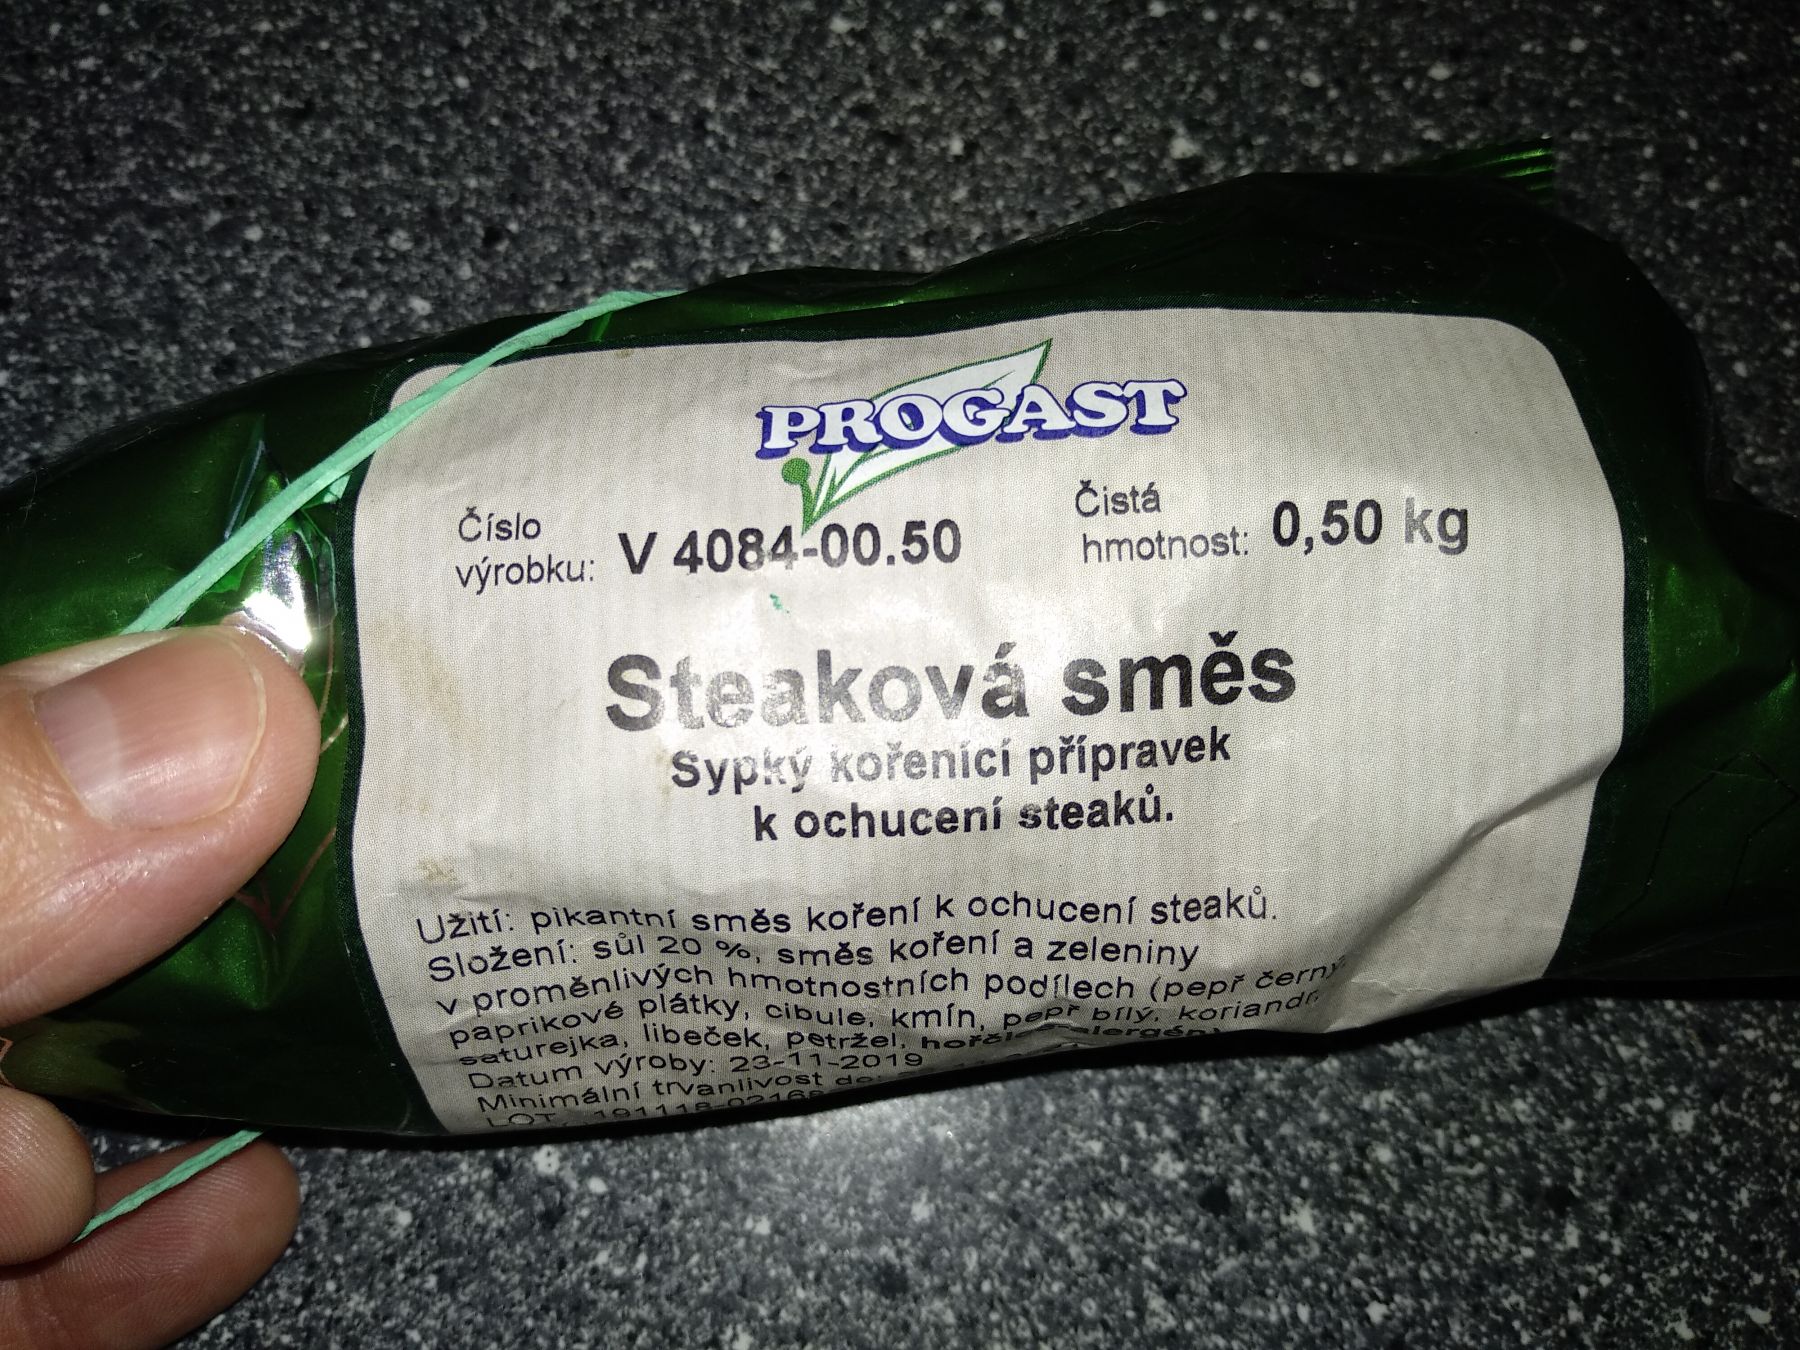 PROGAST
Číslo
výrobku: V 4084-00.50
Čistá
hmotnost: 0,50 kg
Steaková směs
Sypký kořenící přípravek
k ochucení steaků.
Užití: pikantní směs koření k ochucení steaků.
Složení: sůl 20 %, směs koření a zeleniny
v proměnlivých hmotnostních podílech (pepř černý,
paprikové plátky, cibule, kmín, pepř bílý, koriandr,
saturejka, libeček, petržel,
Datum výroby: 23-11-2019
Minimální trvanlivost do:
LOT